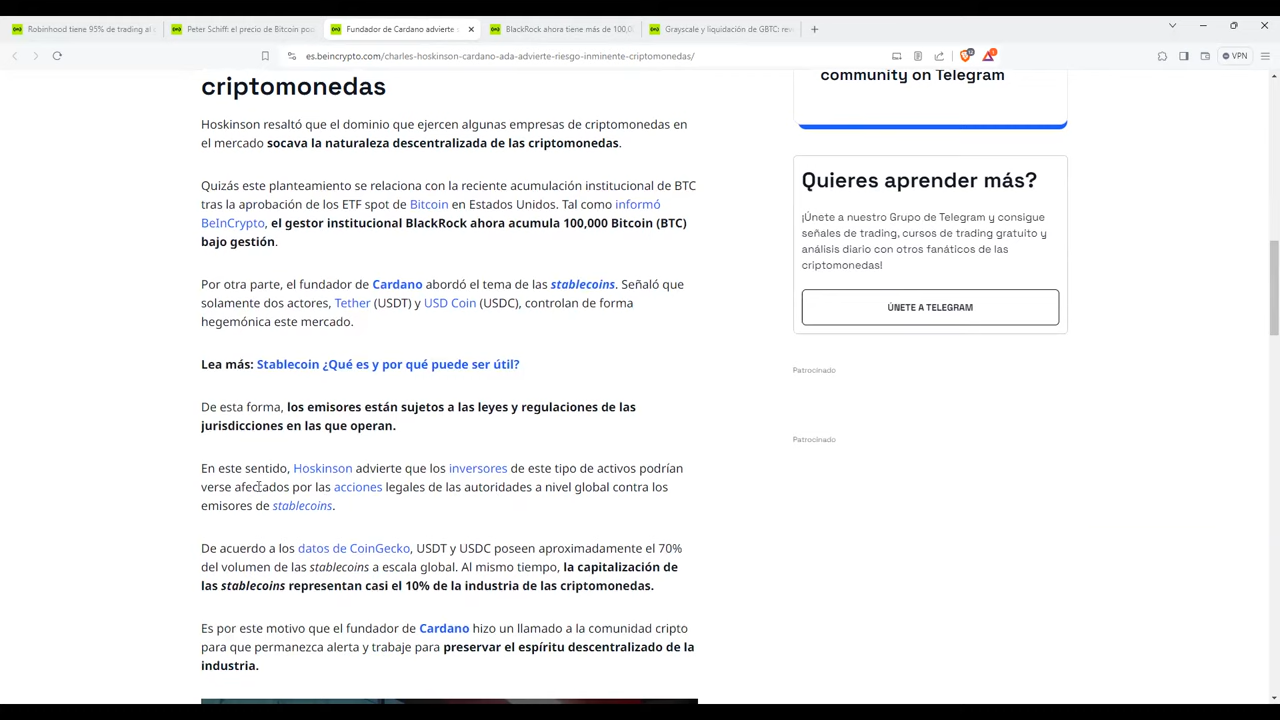 Robinhood tiene 95% de trading al
Peter Schiff: el precio de Bitcoin po
Fundador de Cardano advierte
BlackRock ahora tiene más de 100,0
Grayscale y liquidación de GBTC: rev
es.beincrypto.com/charles-hoskinson-cardano-ada-advierte-riesgo-inminente-criptomonedas/
VPN
criptomonedas
Hoskinson resaltó que el dominio que ejercen algunas empresas de criptomonedas en
el mercado socava la naturaleza descentralizada de las criptomonedas.
Quizás este planteamiento se relaciona con la reciente acumulación institucional de BTC
tras la aprobación de los ETF spot de Bitcoin en Estados Unidos. Tal como informó
BeInCrypto, el gestor institucional BlackRock ahora acumula 100,000 Bitcoin (BTC)
bajo gestión.
Por otra parte, el fundador de Cardano abordó el tema de las stablecoins. Señaló que
solamente dos actores, Tether (USDT) y USD Coin (USDC), controlan de forma
hegemónica este mercado.
Lea más: Stablecoin ¿Qué es y por qué puede ser útil?
De esta forma, los emisores están sujetos a las leyes y regulaciones de las
jurisdicciones en las que operan.
En este sentido, Hoskinson advierte que los inversores de este tipo de activos podrían
verse afectados por las acciones legales de las autoridades a nivel global contra los
emisores de stablecoins.
De acuerdo a los datos de CoinGecko, USDT y USDC poseen aproximadamente el 70%
del volumen de las stablecoins a escala global. Al mismo tiempo, la capitalización de
las stablecoins representan casi el 10% de la industria de las criptomonedas.
Es por este motivo que el fundador de Cardano hizo un llamado a la comunidad cripto
para que permanezca alerta y trabaje para preservar el espíritu descentralizado de la
industria.
community on Telegram
Quieres aprender más?
¡Únete a nuestro Grupo de Telegram y consigue
señales de trading, cursos de trading gratuito y
análisis diario con otros fanáticos de las
criptomonedas!
ÚNETE A TELEGRAM
Patrocinado
Patrocinado